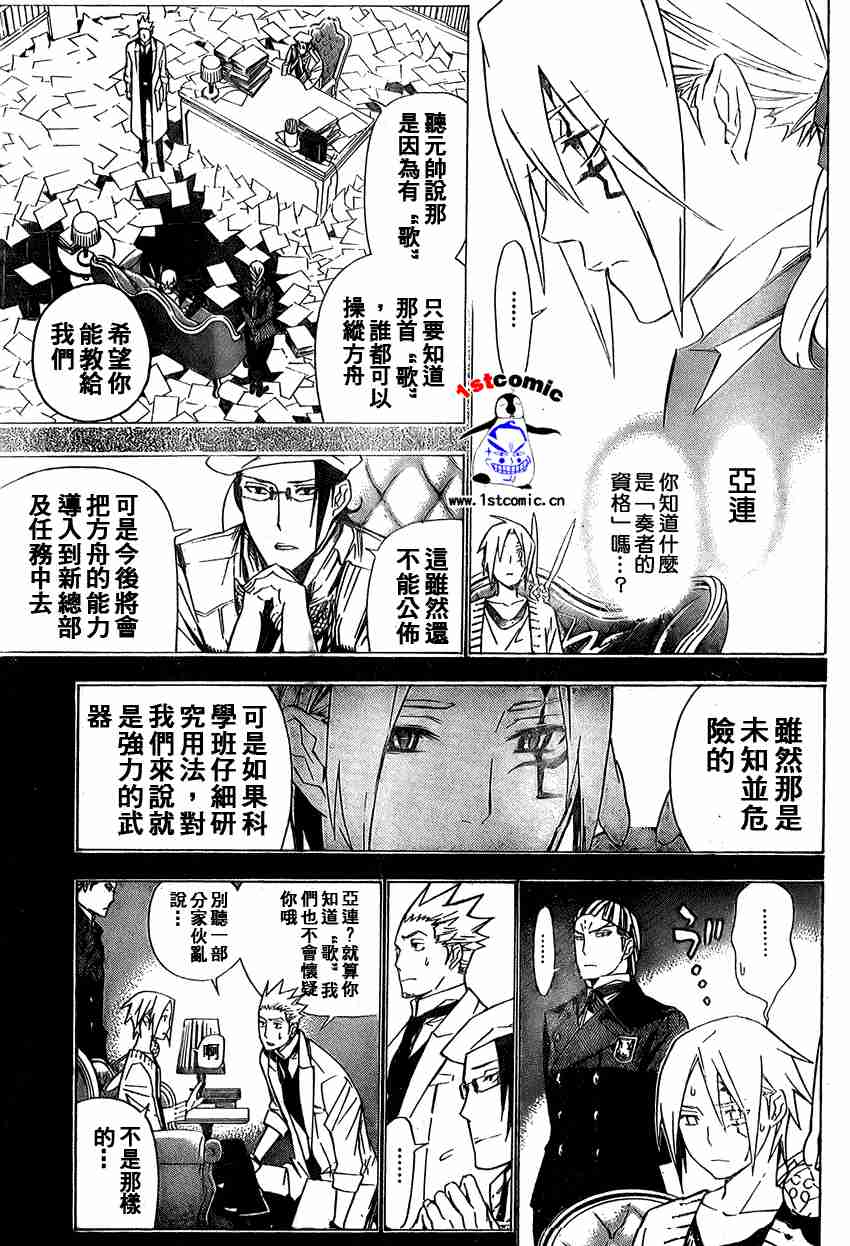 ……
亞連
你知道什麼
是「奏者的
資格」嗎…？
聽元帥說那
是因為有“歌”
只要知道
那首“歌”
，誰都可以
操縱方舟
希望你
能教給
我們
1stcomic
www.1stcomic.cn
這雖然還
不能公佈
可是今後將會
把方舟的能力
導入到新總部
及任務中去
雖然那是
未知並危
險的
可是如果科
學班仔細研
究用法，對
我們來說就
是強力的武
器
……
……
……
亞連？就算你
知道“歌”我
們也不會懷疑
你哦
別聽一部
分家伙亂
說…
啊
不是那樣
的…